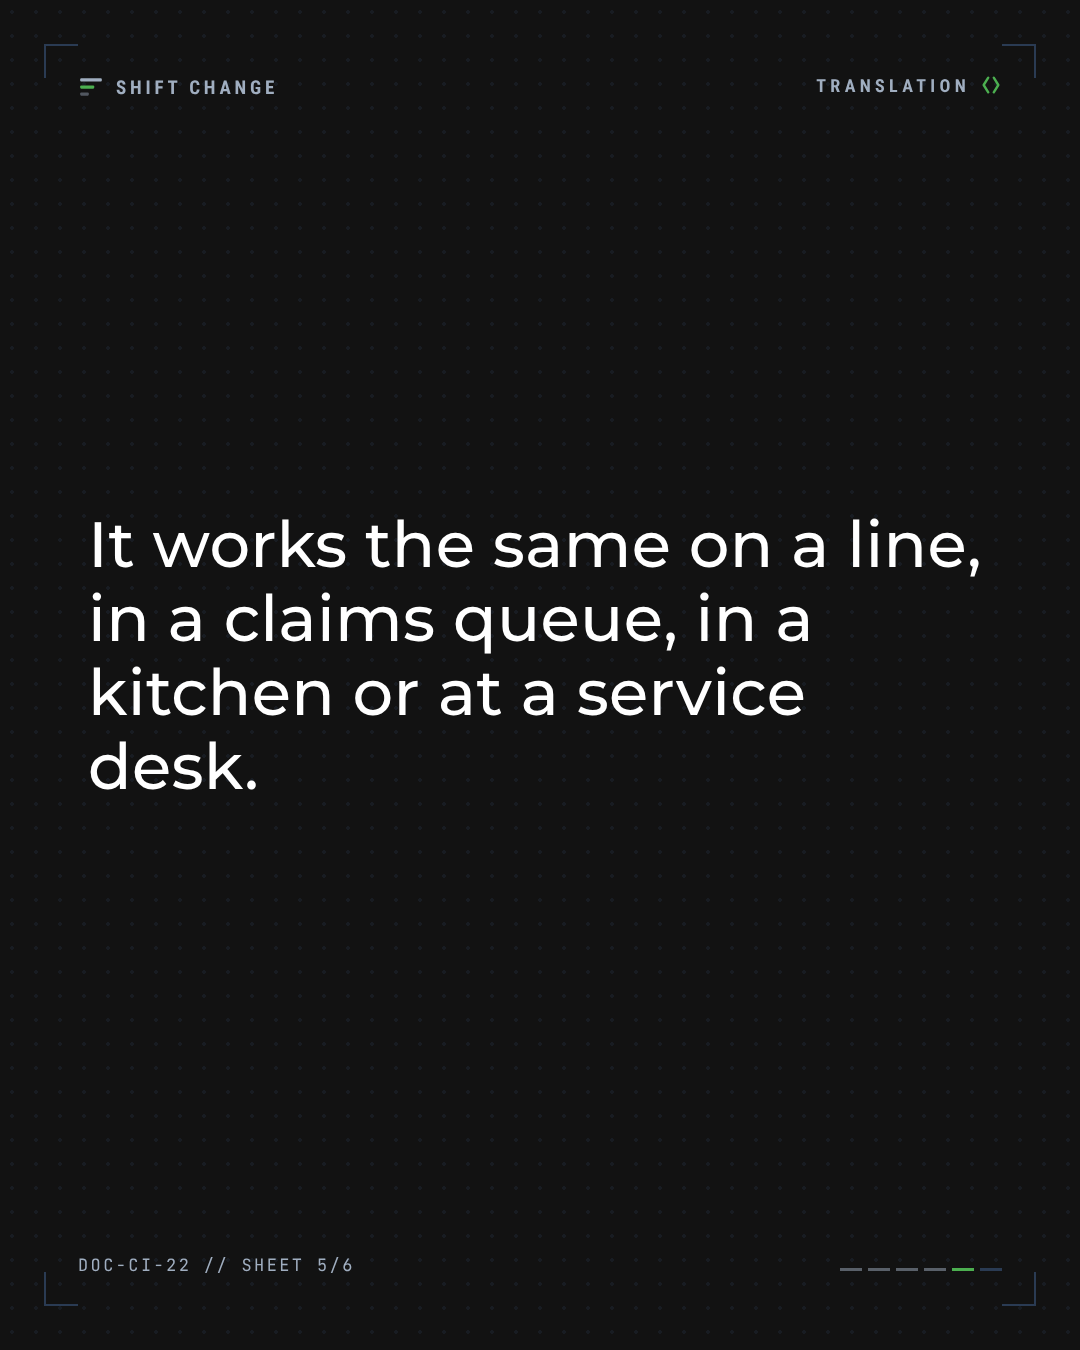 SHIFT CHANGE
TRANSLATION
It works the same on a line,
in a claims queue, in a
kitchen or at a service
desk.
DOC-CI-22 // SHEET 5/6